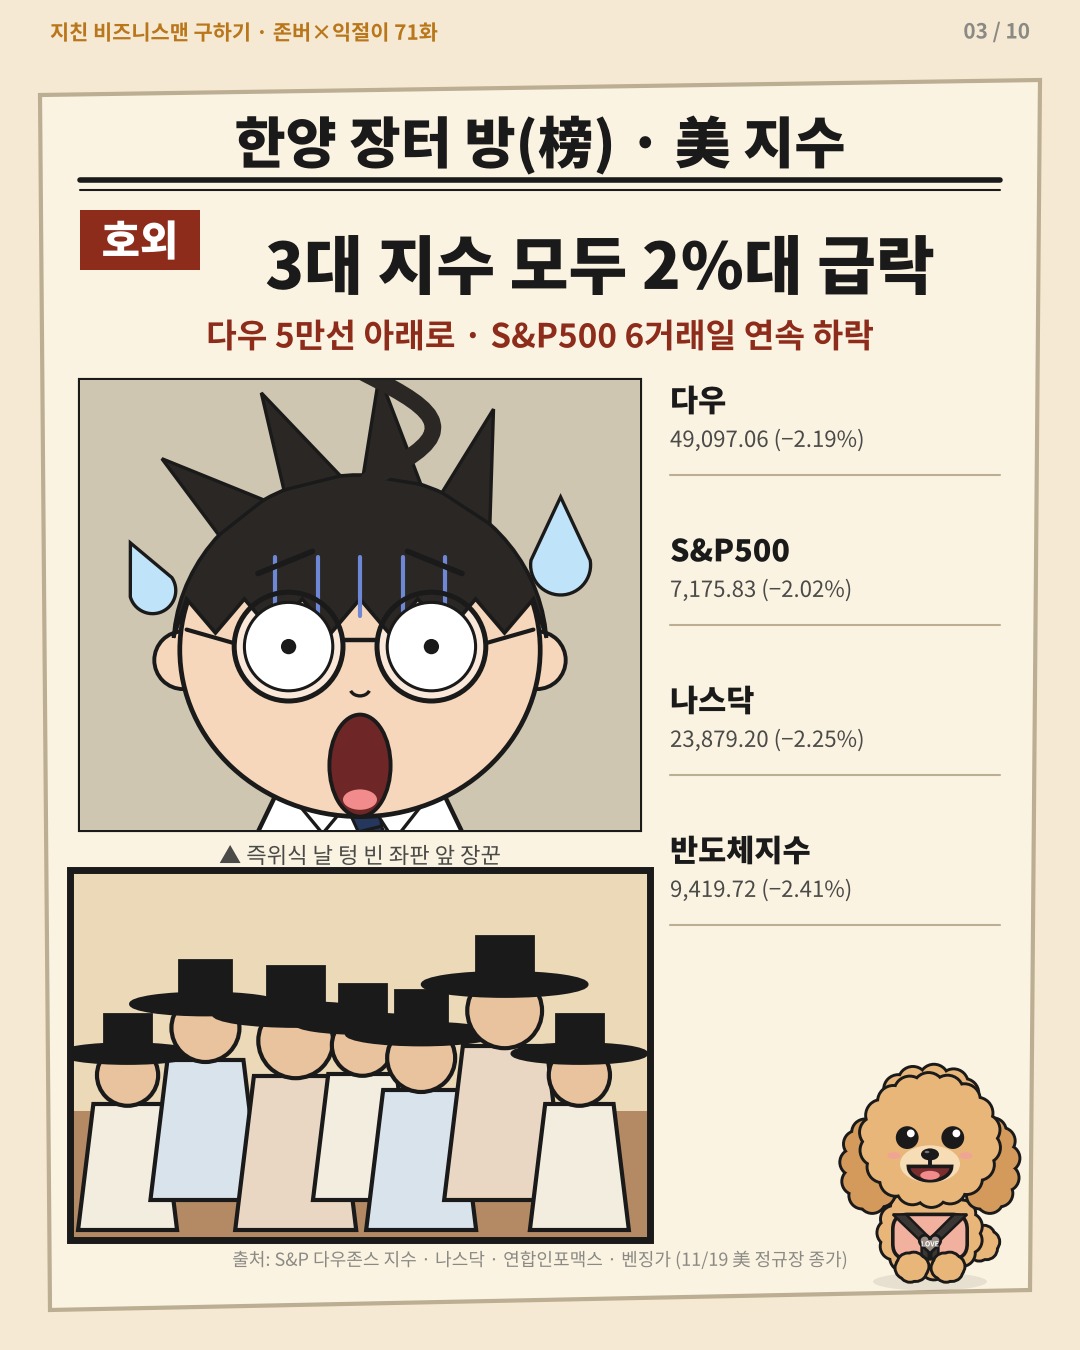 지친 비즈니스맨 구하기 · 존버×익절이 71화
03 / 10
한양 장터 방(榜) · 美 지수
호외
3대 지수 모두 2%대 급락
다우 5만선 아래로 · S&P500 6거래일 연속 하락
다우
49,097.06 (−2.19%)
S&P500
7,175.83 (−2.02%)
나스닥
23,879.20 (−2.25%)
반도체지수
9,419.72 (−2.41%)
▲ 즉위식 날 텅 빈 좌판 앞 장꾼
LOVE
출처: S&P 다우존스 지수 · 나스닥 · 연합인포맥스 · 벤징가 (11/19 美 정규장 종가)